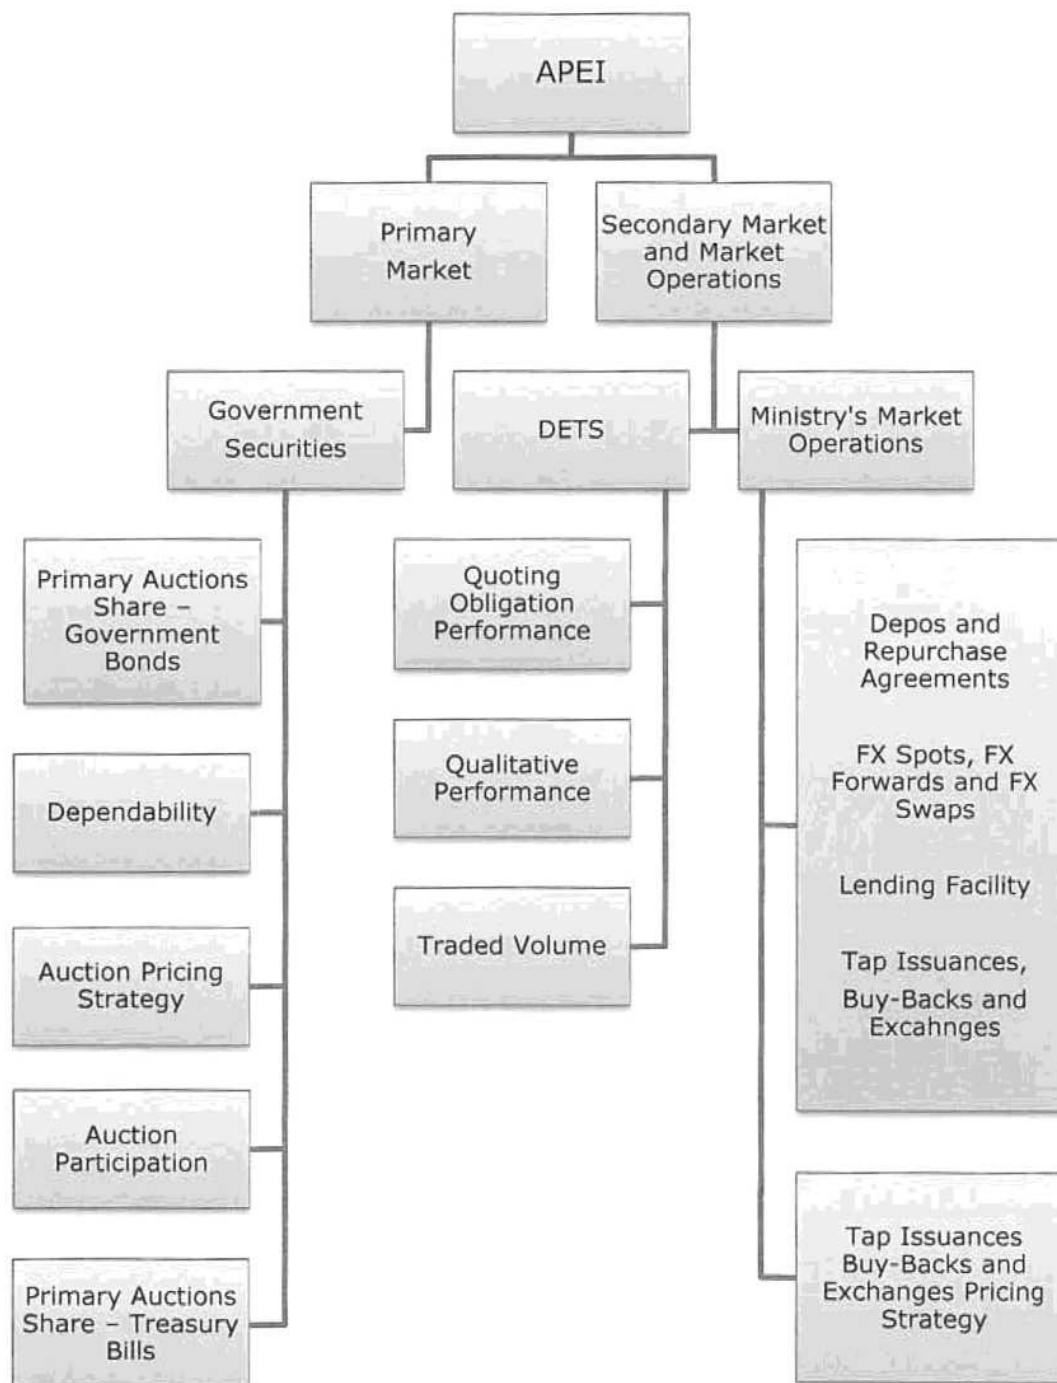 APEI
Primary
Market
Secondary Market
and Market
Operations
Government
Securities
DETS
Ministry's Market
Operations
Primary Auctions
Share –
Government
Bonds
Dependability
Auction Pricing
Strategy
Auction
Participation
Primary Auctions
Share – Treasury
Bills
Quoting
Obligation
Performance
Qualitative
Performance
Traded Volume
Depos and
Repurchase
Agreements
FX Spots, FX
Forwards and FX
Swaps
Lending Facility
Tap Issuances,
Buy-Backs and
Excahnges
Tap Issuances
Buy-Backs and
Exchanges Pricing
Strategy